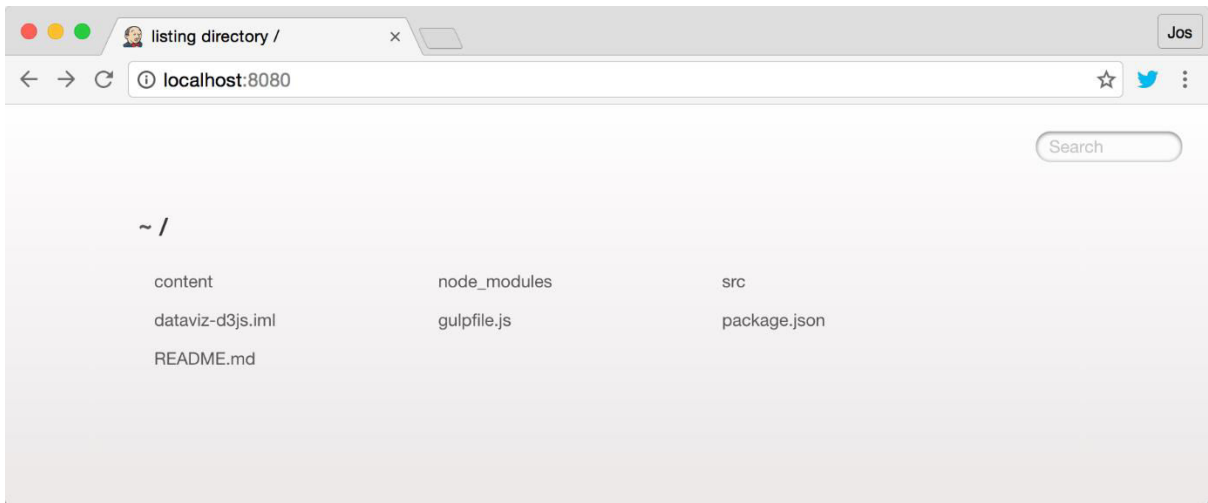 listing directory /
Jos
localhost:8080
Search
~ /
content node_modules src
dataviz-d3js.iml gulpfile.js package.json
README.md